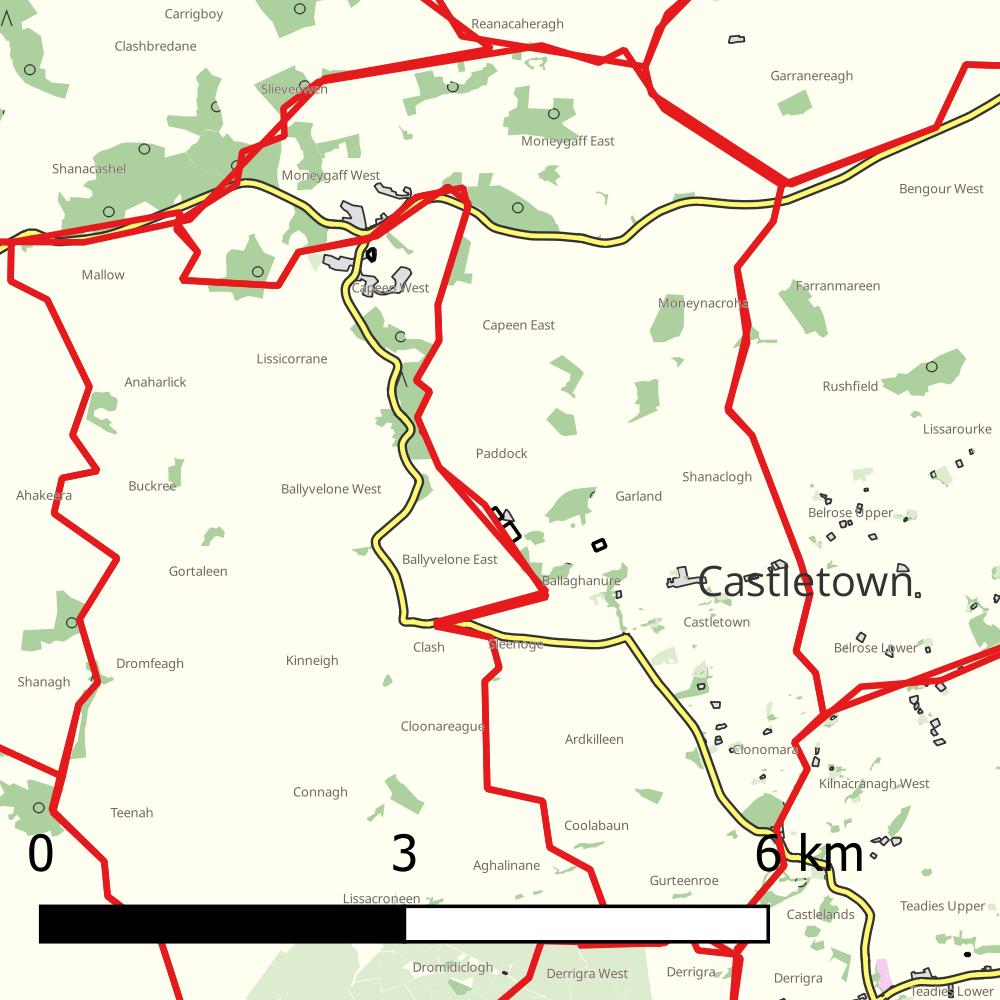 Carrigboy
Reanacaheragh
Clashbredane
Garranereagh
Slieveowen
Moneygaff East
Shanacashel
Moneygaff West
Bengour West
Mallow
Capeen West
Farranmareen
Moneynacroha
Capeen East
Lissicorrane
Anaharlick
Rushfield
Lissarourke
Paddock
Shanaclogh
Buckree
Ballyvelone West
Ahakeera
Garland
Belrose Upper
Ballyvelone East
Gortaleen
Ballaghanure
Castletown
Castletown
Clash
Sleenoge
Belrose Lower
Kinneigh
Dromfeagh
Shanagh
Cloonareague
Ardkilleen
Clonomara
Kilnacranagh West
Connagh
Teenah
Coolabaun
0 3 6 km
Aghalinane
Gurteenroe
Lissacroneen
Teadies Upper
Castlelands
Dromidiclogh
Derrigra West
Derrigra
Derrigra
Teadies Lower